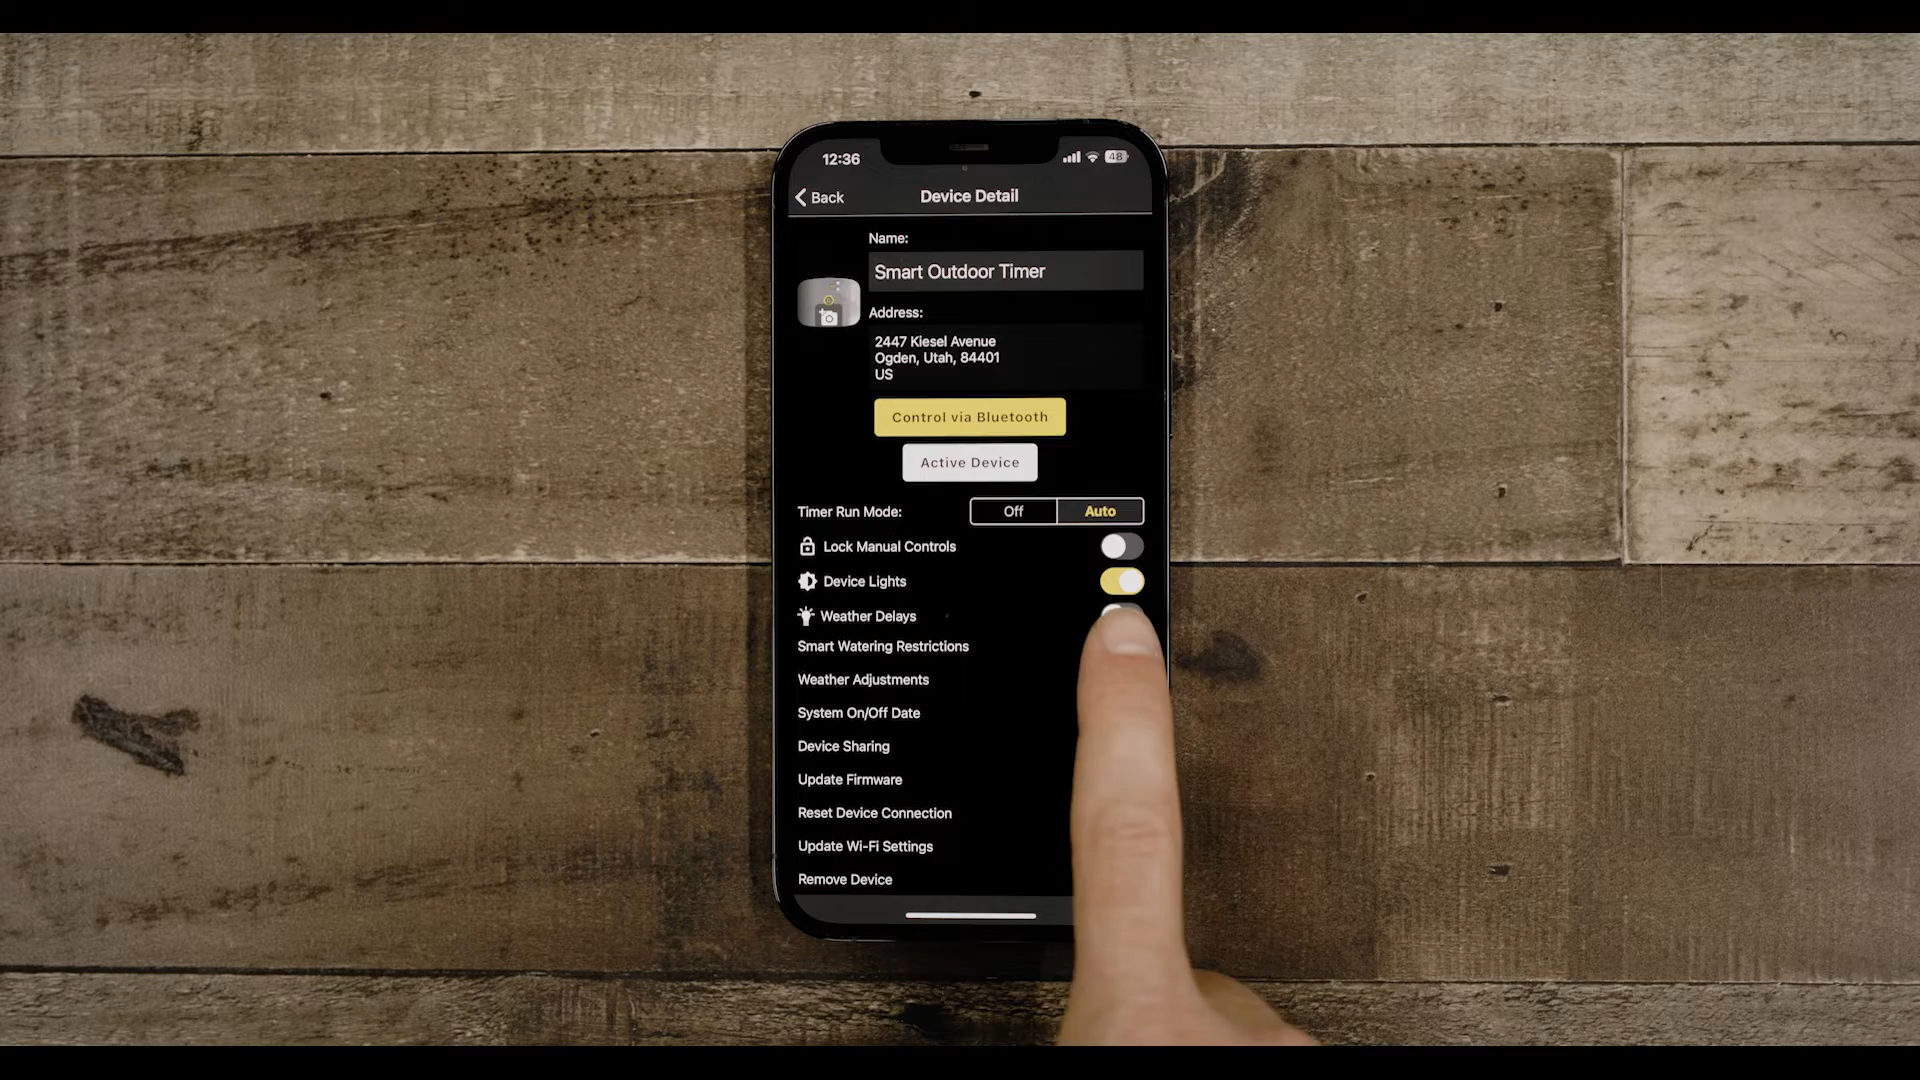 12:36
48
Back
Device Detail
Name:
Smart Outdoor Timer
Address:
2447 Kiesel Avenue
Ogden, Utah, 84401
US
Control via Bluetooth
Active Device
Timer Run Mode:
Off
Auto
Lock Manual Controls
Device Lights
Weather Delays
Smart Watering Restrictions
Weather Adjustments
System On/Off Date
Device Sharing
Update Firmware
Reset Device Connection
Update Wi-Fi Settings
Remove Device